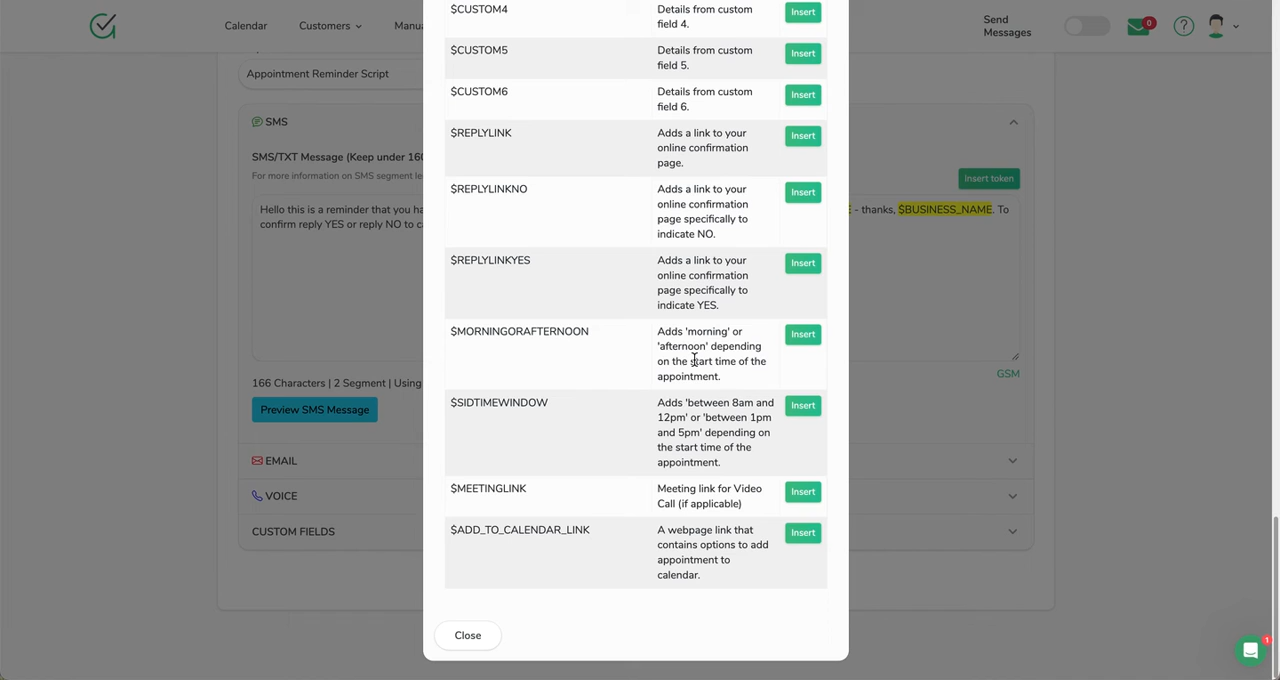 Calendar
Customers
Manua
Send
Messages
0
Appointment Reminder Script
SMS
SMS/TXT Message (Keep under 160
For more information on SMS segment le
Insert token
Hello this is a reminder that you ha
- thanks, $BUSINESS_NAME. To
confirm reply YES or reply NO to ca
166 Characters | 2 Segment | Using
GSM
Preview SMS Message
EMAIL
VOICE
CUSTOM FIELDS
$CUSTOM4
Details from custom
field 4.
Insert
$CUSTOM5
Details from custom
field 5.
Insert
$CUSTOM6
Details from custom
field 6.
Insert
$REPLYLINK
Adds a link to your
online confirmation
page.
Insert
$REPLYLINKNO
Adds a link to your
online confirmation
page specifically to
indicate NO.
Insert
$REPLYLINKYES
Adds a link to your
online confirmation
page specifically to
indicate YES.
Insert
$MORNINGORAFTERNOON
Adds 'morning' or
'afternoon' depending
on the start time of the
appointment.
Insert
$SIDTIMEWINDOW
Adds 'between 8am and
12pm' or 'between 1pm
and 5pm' depending on
the start time of the
appointment.
Insert
$MEETINGLINK
Meeting link for Video
Call (if applicable)
Insert
$ADD_TO_CALENDAR_LINK
A webpage link that
contains options to add
appointment to
calendar.
Insert
Close
1